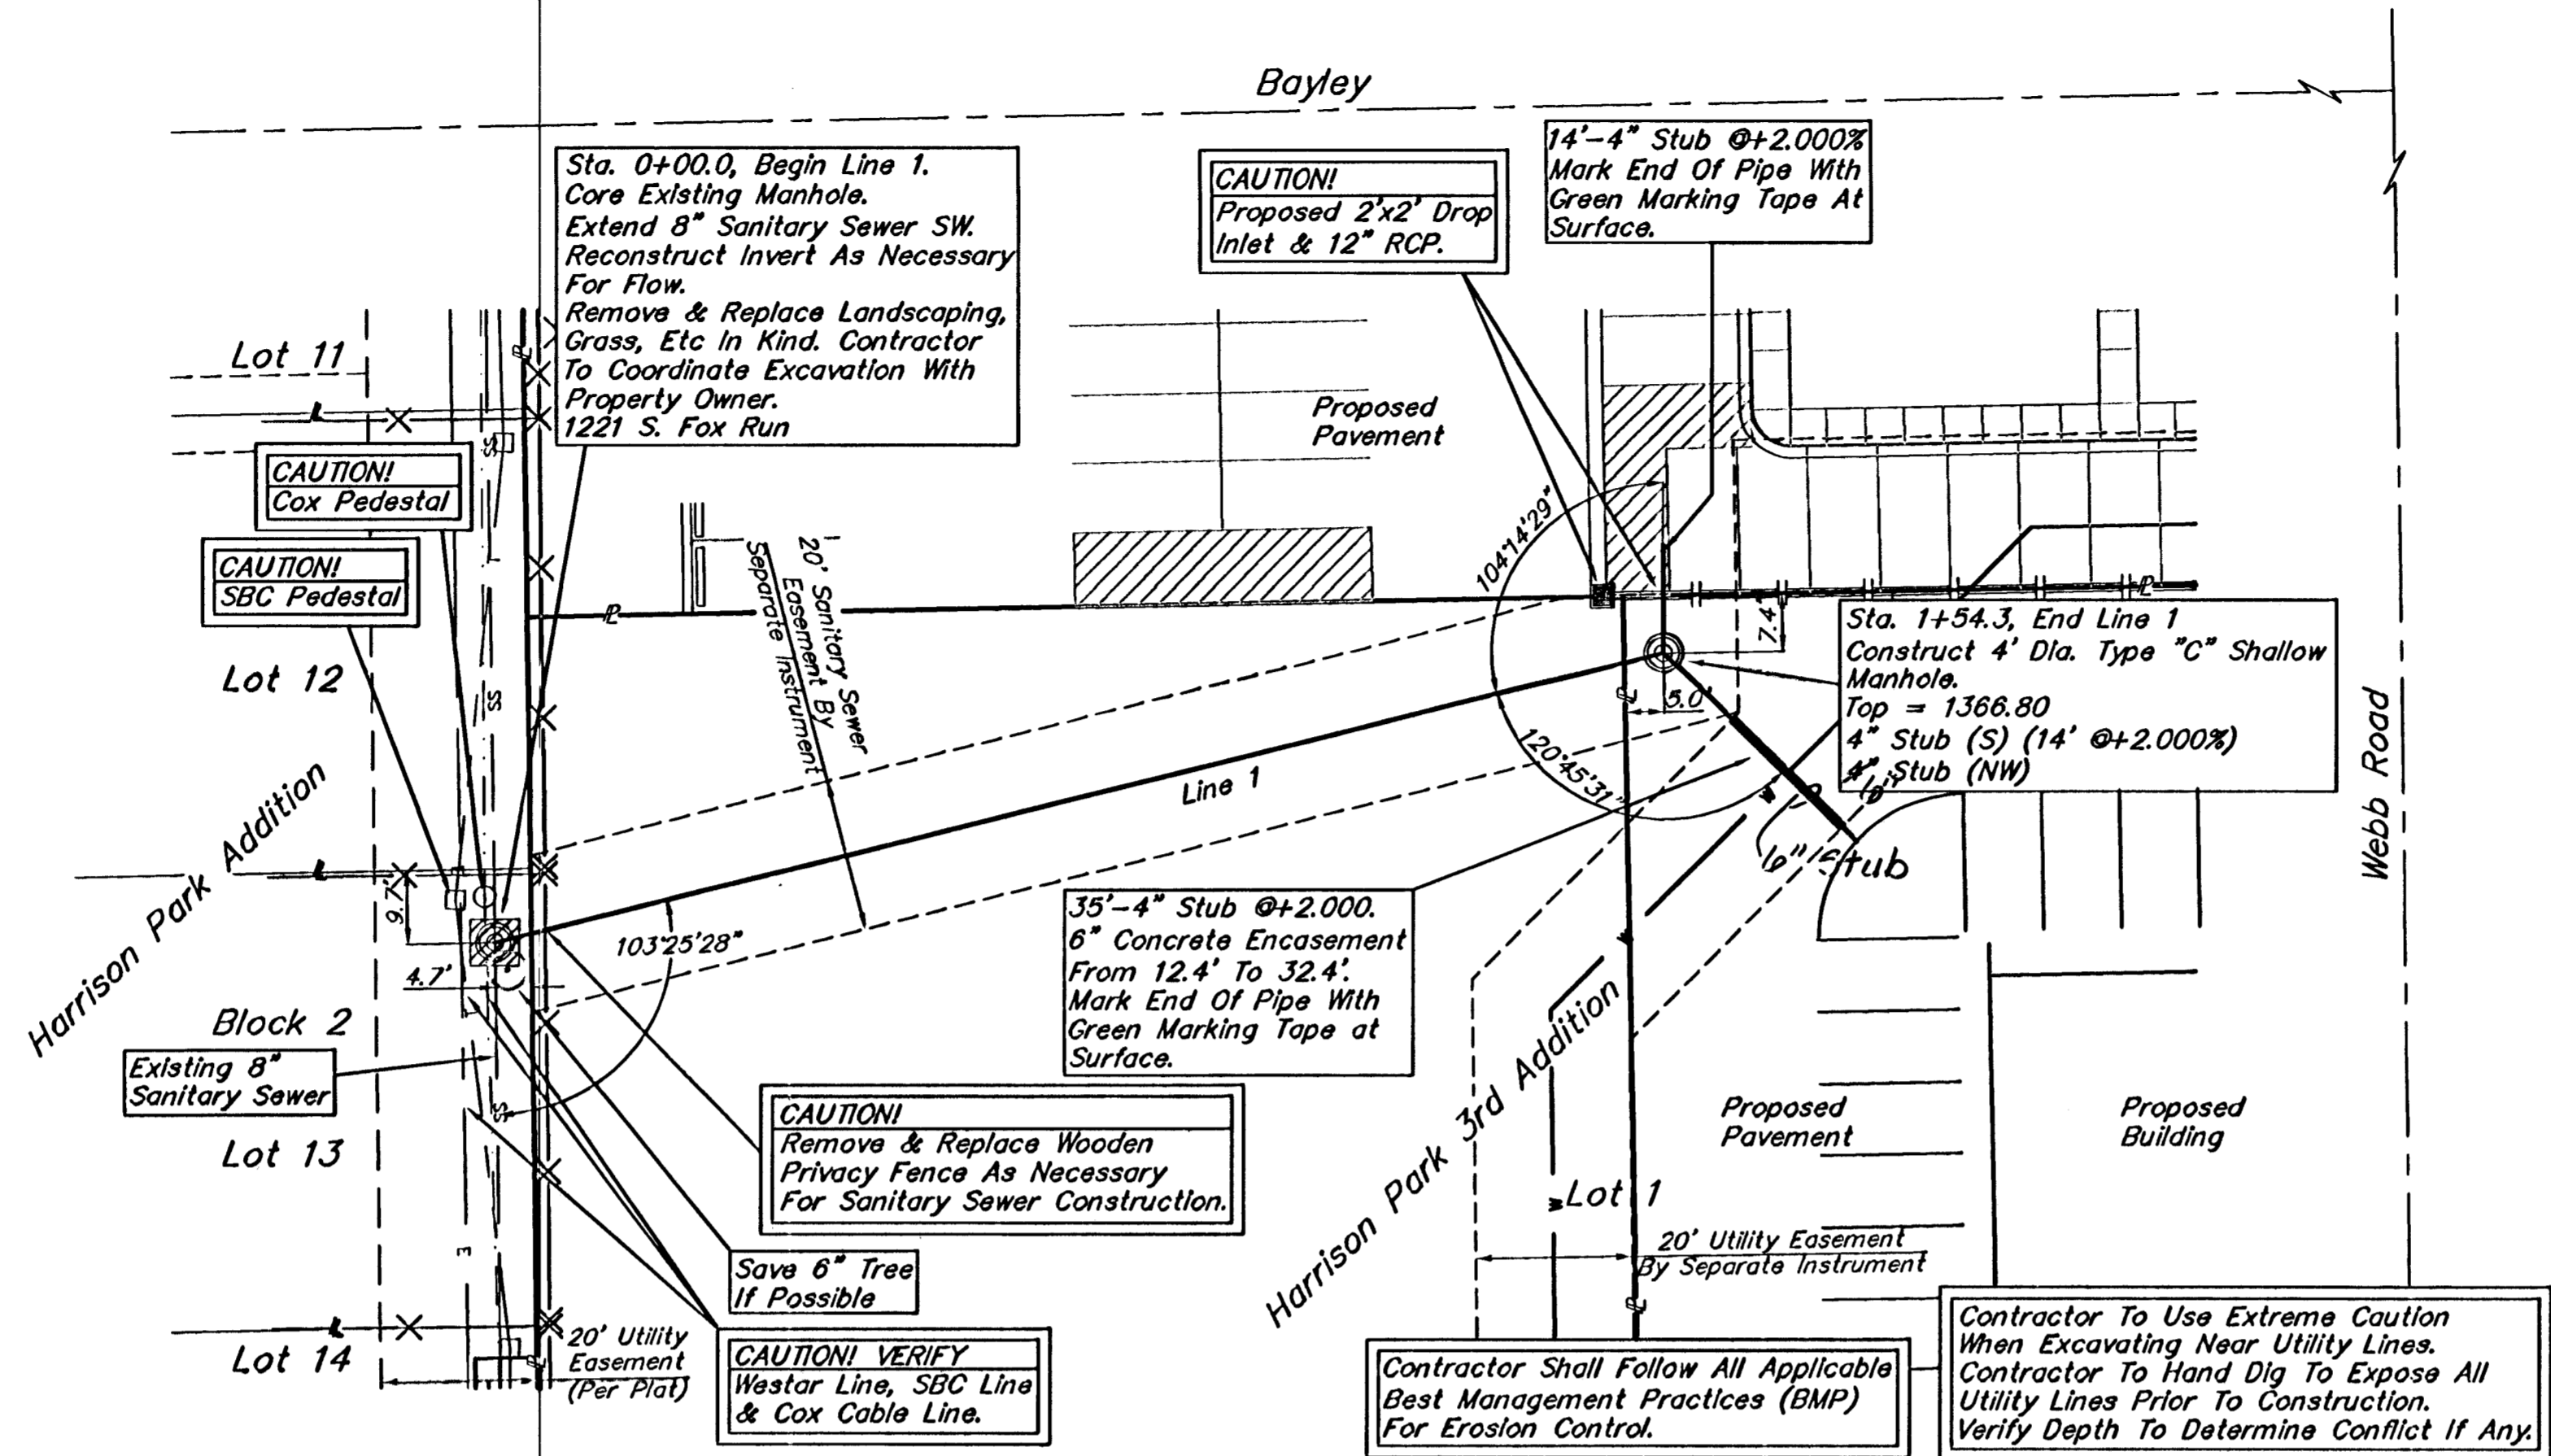 Bayley
Sta. 0+00.0, Begin Line 1.
Core Existing Manhole.
Extend 8" Sanitary Sewer SW.
Reconstruct Invert As Necessary
For Flow.
Remove & Replace Landscaping,
Grass, Etc In Kind. Contractor
To Coordinate Excavation With
Property Owner.
1221 S. Fox Run
CAUTION!
Proposed 2'x2' Drop
Inlet & 12" RCP.
14'-4" Stub @+2.000%
Mark End Of Pipe With
Green Marking Tape At
Surface.
Lot 11
CAUTION!
Cox Pedestal
CAUTION!
SBC Pedestal
Proposed
Pavement
20' Sanitary Sewer
Easement By
Separate Instrument
104°14'29"
7.4'
5.0'
120°45'31"
Sta. 1+54.3, End Line 1
Construct 4' Dia. Type "C" Shallow
Manhole.
Top = 1366.80
4" Stub (S) (14' @+2.000%)
4" Stub (NW)
6"
6" Stub
Webb Road
Lot 12
Line 1
Harrison Park Addition
9.7'
4.7'
103°25'28"
35'-4" Stub @+2.000.
6" Concrete Encasement
From 12.4' To 32.4'.
Mark End Of Pipe With
Green Marking Tape at
Surface.
Block 2
Existing 8"
Sanitary Sewer
Lot 13
CAUTION!
Remove & Replace Wooden
Privacy Fence As Necessary
For Sanitary Sewer Construction.
Harrison Park 3rd Addition
Proposed
Pavement
Proposed
Building
Lot 1
20' Utility Easement
By Separate Instrument
Save 6" Tree
If Possible
Lot 14
20' Utility
Easement
(Per Plat)
CAUTION! VERIFY
Westar Line, SBC Line
& Cox Cable Line.
Contractor Shall Follow All Applicable
Best Management Practices (BMP)
For Erosion Control.
Contractor To Use Extreme Caution
When Excavating Near Utility Lines.
Contractor To Hand Dig To Expose All
Utility Lines Prior To Construction.
Verify Depth To Determine Conflict If Any.
SS
SS
SS
E
W
W
W